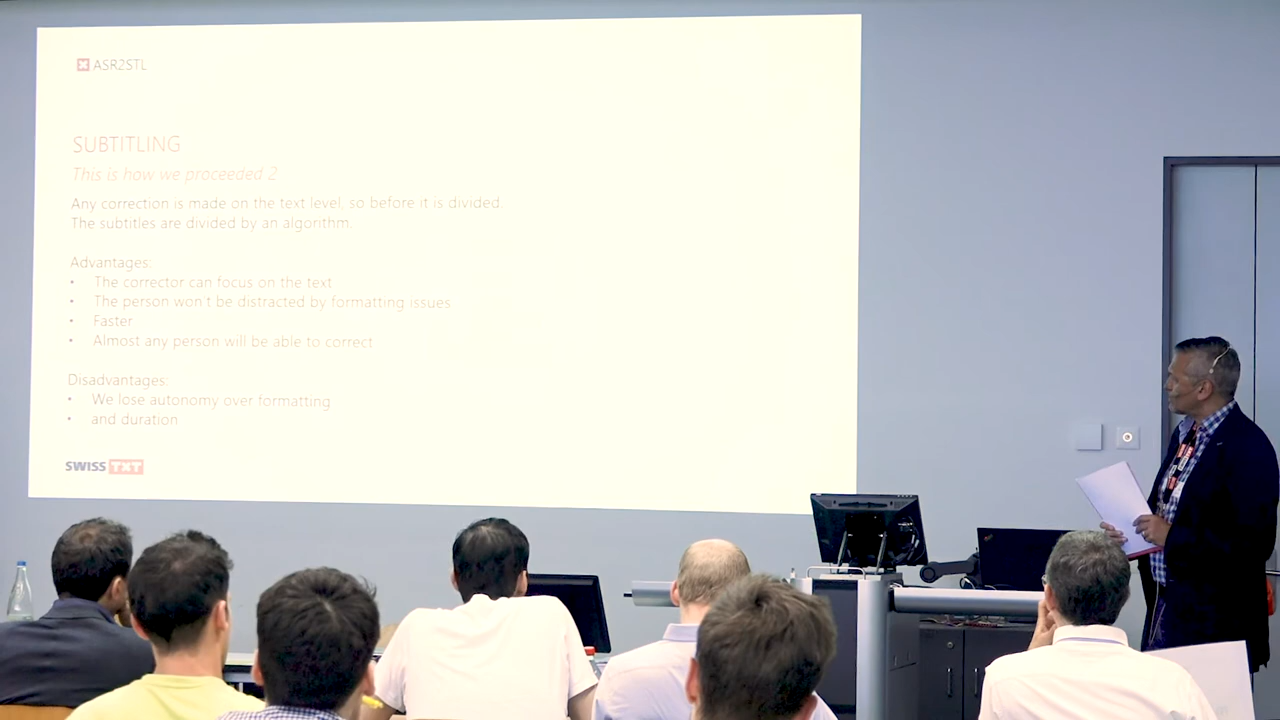 ASR2STL
SUBTITLING
This is how we proceeded 2
Any correction is made on the text level, so before it is divided.
The subtitles are divided by an algorithm.
Advantages:
• The corrector can focus on the text
• The person won't be distracted by formatting issues
• Faster
• Almost any person will be able to correct
Disadvantages:
• We lose autonomy over formatting
• and duration
SWISS TXT